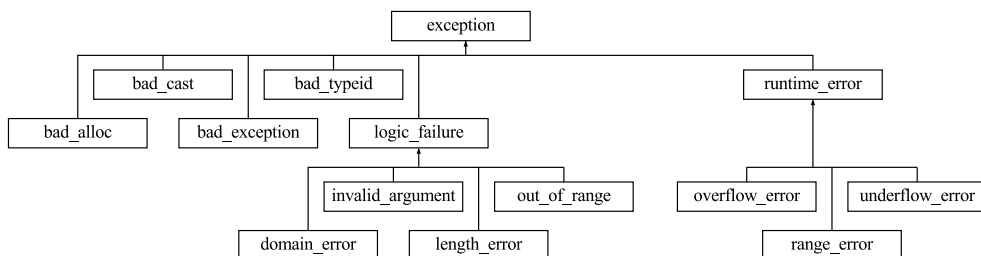 exception
bad_cast
bad_typeid
runtime_error
bad_alloc
bad_exception
logic_failure
invalid_argument
out_of_range
overflow_error
underflow_error
domain_error
length_error
range_error